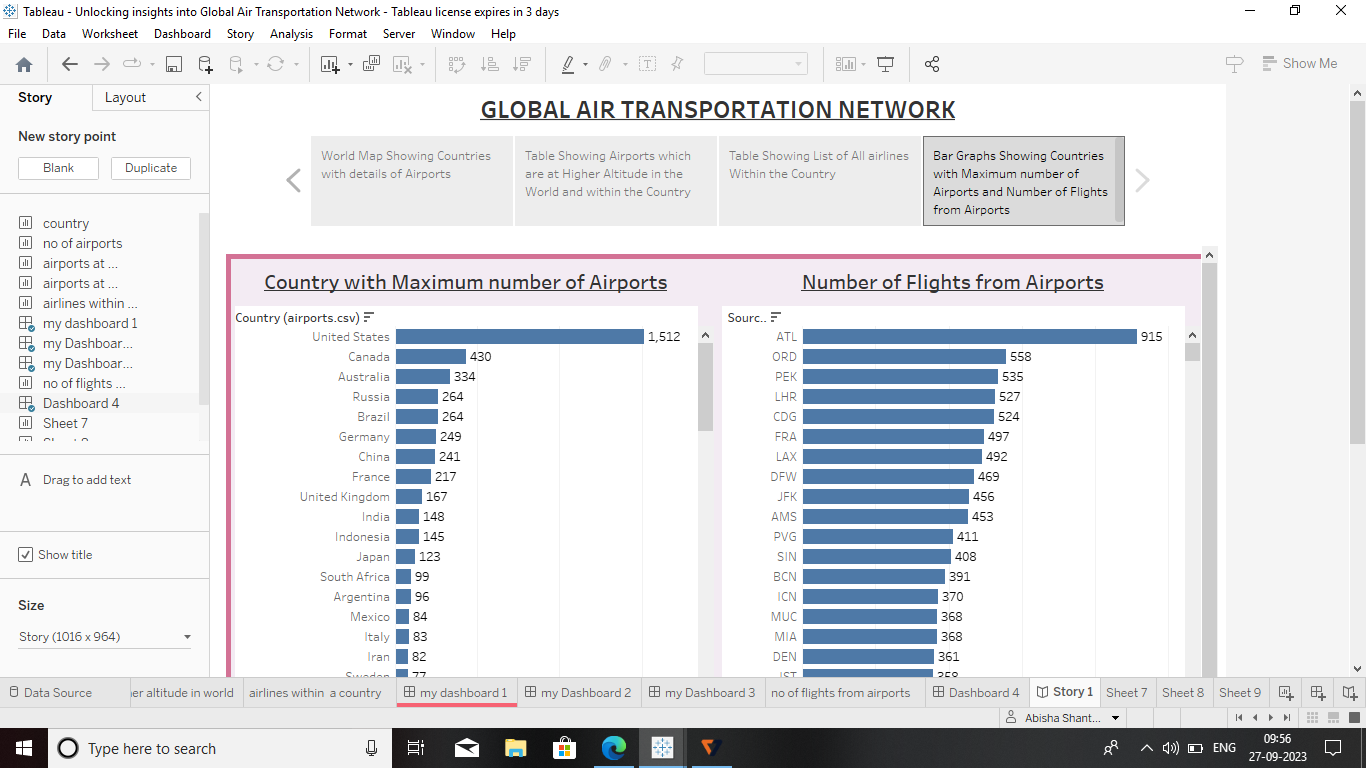 Tableau - Unlocking insights into Global Air Transportation Network - Tableau license expires in 3 days
File Data Worksheet Dashboard Story Analysis Format Server Window Help
Show Me
Story Layout
New story point
Blank Duplicate
country
no of airports
airports at ...
airports at ...
airlines within ...
my dashboard 1
my Dashboar...
my Dashboar...
no of flights ...
Dashboard 4
Sheet 7
A Drag to add text
Show title
Size
Story (1016 x 964)
GLOBAL AIR TRANSPORTATION NETWORK
World Map Showing Countries
with details of Airports
Table Showing Airports which
are at Higher Altitude in the
World and within the Country
Table Showing List of All airlines
Within the Country
Bar Graphs Showing Countries
with Maximum number of
Airports and Number of Flights
from Airports
Country with Maximum number of Airports
Country (airports.csv)
United States 1,512
Canada 430
Australia 334
Russia 264
Brazil 264
Germany 249
China 241
France 217
United Kingdom 167
India 148
Indonesia 145
Japan 123
South Africa 99
Argentina 96
Mexico 84
Italy 83
Iran 82
Sweden 77
Number of Flights from Airports
Sourc..
ATL 915
ORD 558
PEK 535
LHR 527
CDG 524
FRA 497
LAX 492
DFW 469
JFK 456
AMS 453
PVG 411
SIN 408
BCN 391
ICN 370
MUC 368
MIA 368
DEN 361
IST 358
Data Source er altitude in world airlines within a country my dashboard 1 my Dashboard 2 my Dashboard 3 no of flights from airports Dashboard 4 Story 1 Sheet 7 Sheet 8 Sheet 9
Abisha Shant...
Type here to search
ENG
09:56
27-09-2023